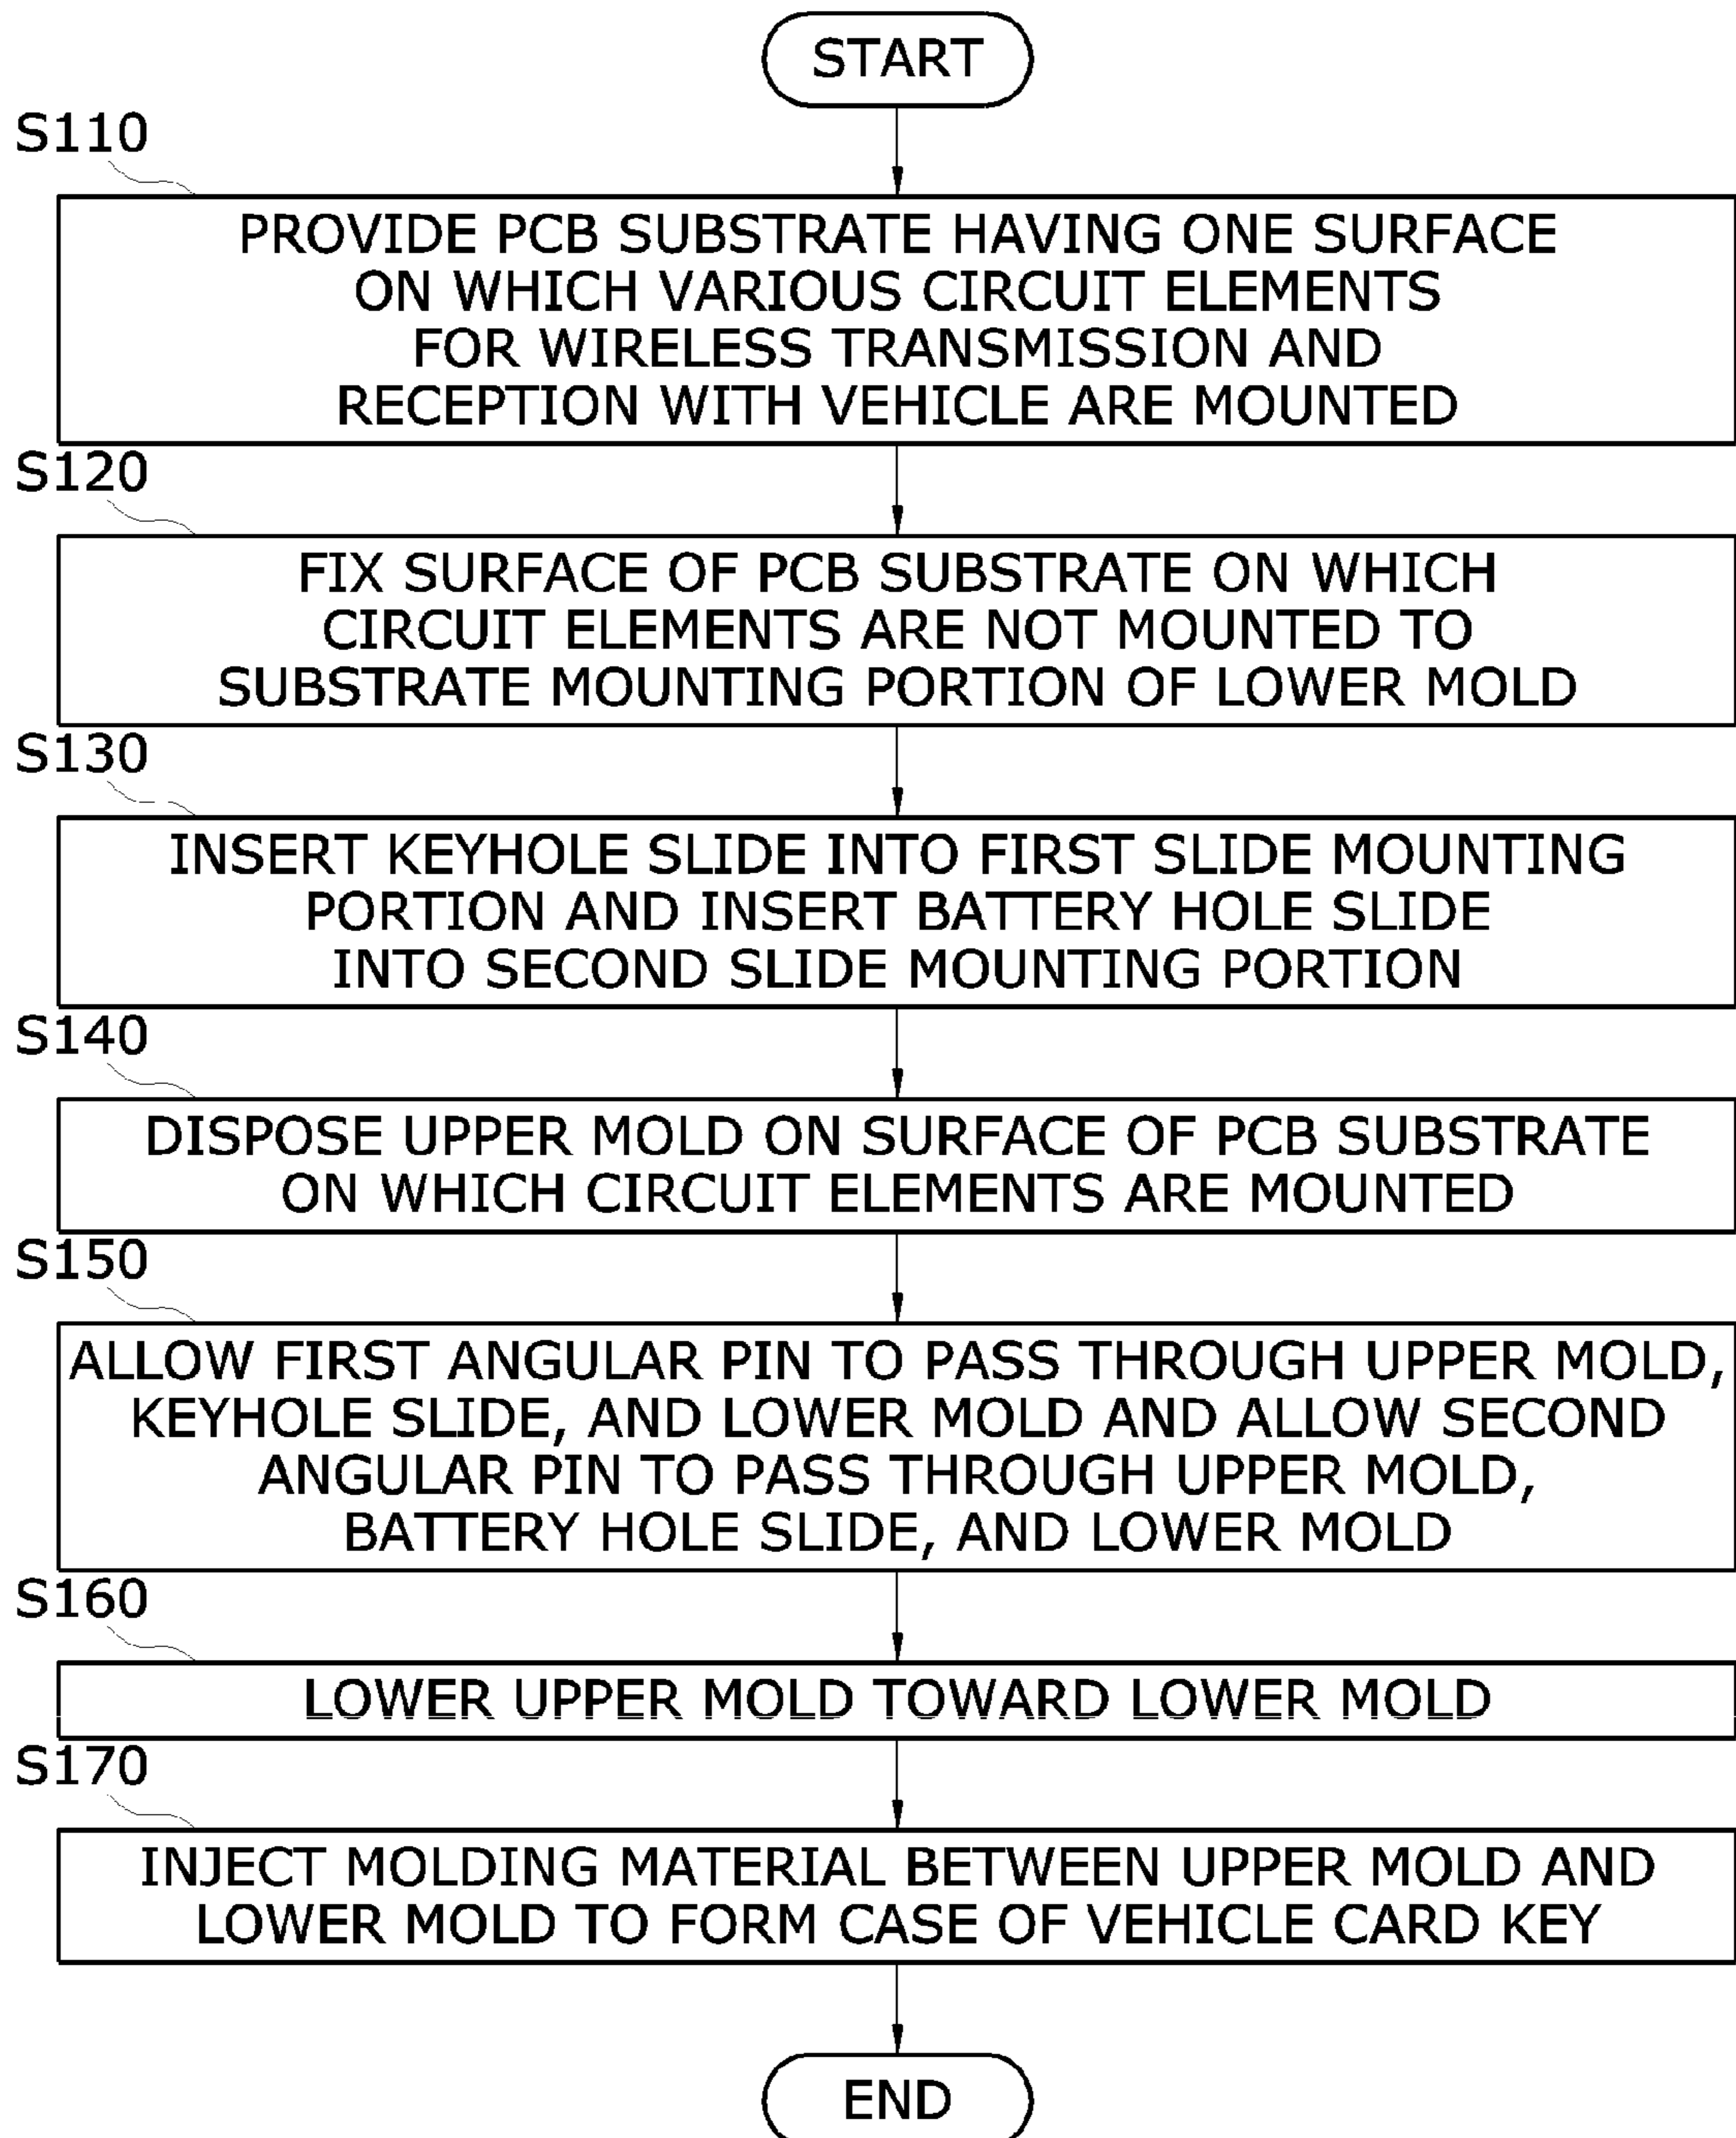 START
S110
PROVIDE PCB SUBSTRATE HAVING ONE SURFACE
ON WHICH VARIOUS CIRCUIT ELEMENTS
FOR WIRELESS TRANSMISSION AND
RECEPTION WITH VEHICLE ARE MOUNTED
S120
FIX SURFACE OF PCB SUBSTRATE ON WHICH
CIRCUIT ELEMENTS ARE NOT MOUNTED TO
SUBSTRATE MOUNTING PORTION OF LOWER MOLD
S130
INSERT KEYHOLE SLIDE INTO FIRST SLIDE MOUNTING
PORTION AND INSERT BATTERY HOLE SLIDE
INTO SECOND SLIDE MOUNTING PORTION
S140
DISPOSE UPPER MOLD ON SURFACE OF PCB SUBSTRATE
ON WHICH CIRCUIT ELEMENTS ARE MOUNTED
S150
ALLOW FIRST ANGULAR PIN TO PASS THROUGH UPPER MOLD,
KEYHOLE SLIDE, AND LOWER MOLD AND ALLOW SECOND
ANGULAR PIN TO PASS THROUGH UPPER MOLD,
BATTERY HOLE SLIDE, AND LOWER MOLD
S160
LOWER UPPER MOLD TOWARD LOWER MOLD
S170
INJECT MOLDING MATERIAL BETWEEN UPPER MOLD AND
LOWER MOLD TO FORM CASE OF VEHICLE CARD KEY
END